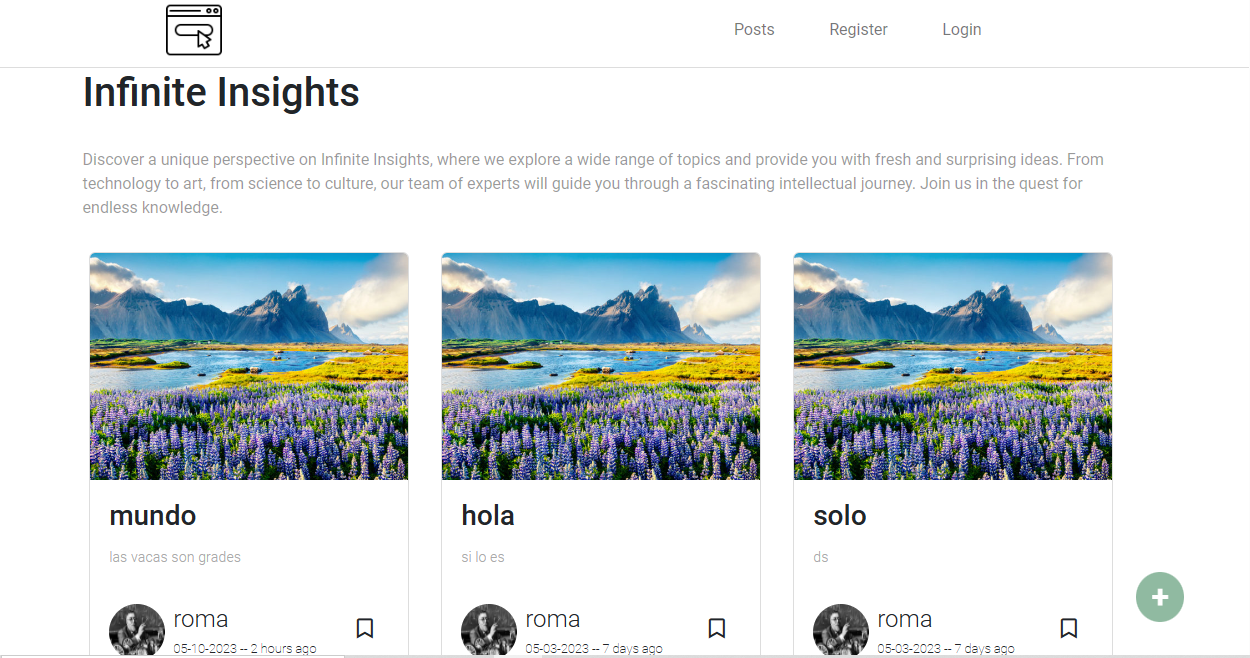 Posts Register Login
Infinite Insights
Discover a unique perspective on Infinite Insights, where we explore a wide range of topics and provide you with fresh and surprising ideas. From
technology to art, from science to culture, our team of experts will guide you through a fascinating intellectual journey. Join us in the quest for
endless knowledge.
mundo
las vacas son grades
roma
05-10-2023 -- 2 hours ago
hola
si lo es
roma
05-03-2023 -- 7 days ago
solo
ds
roma
05-03-2023 -- 7 days ago
+